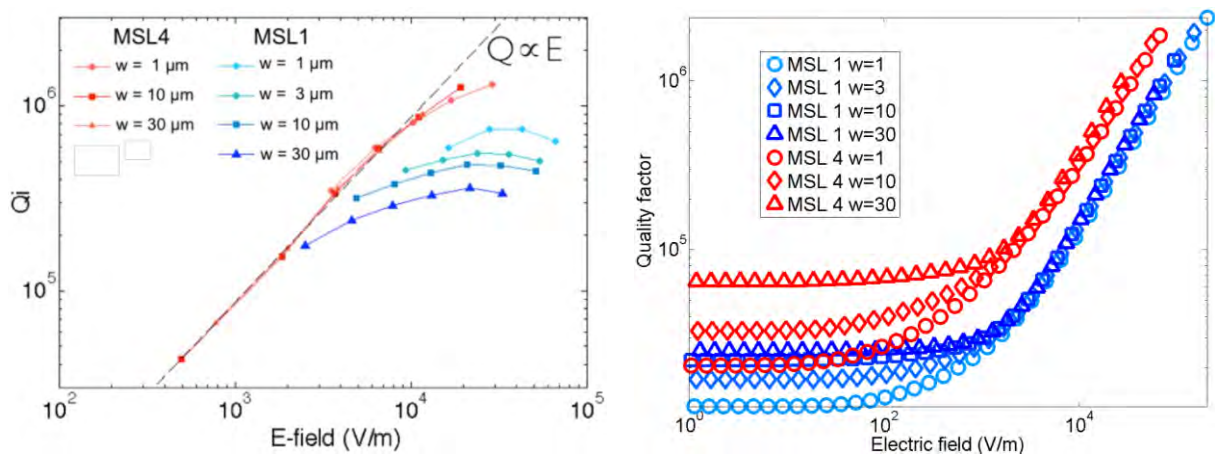 MSL4 MSL1
w = 1 µm w = 1 µm
w = 10 µm w = 3 µm
w = 30 µm w = 10 µm
w = 30 µm
Q∝E
10⁶
10⁵
Qi
10² 10³ 10⁴ 10⁵
E-field (V/m)
MSL 1 w=1
MSL 1 w=3
MSL 1 w=10
MSL 1 w=30
MSL 4 w=1
MSL 4 w=10
MSL 4 w=30
10⁶
10⁵
Quality factor
10⁰ 10² 10⁴
Electric field (V/m)